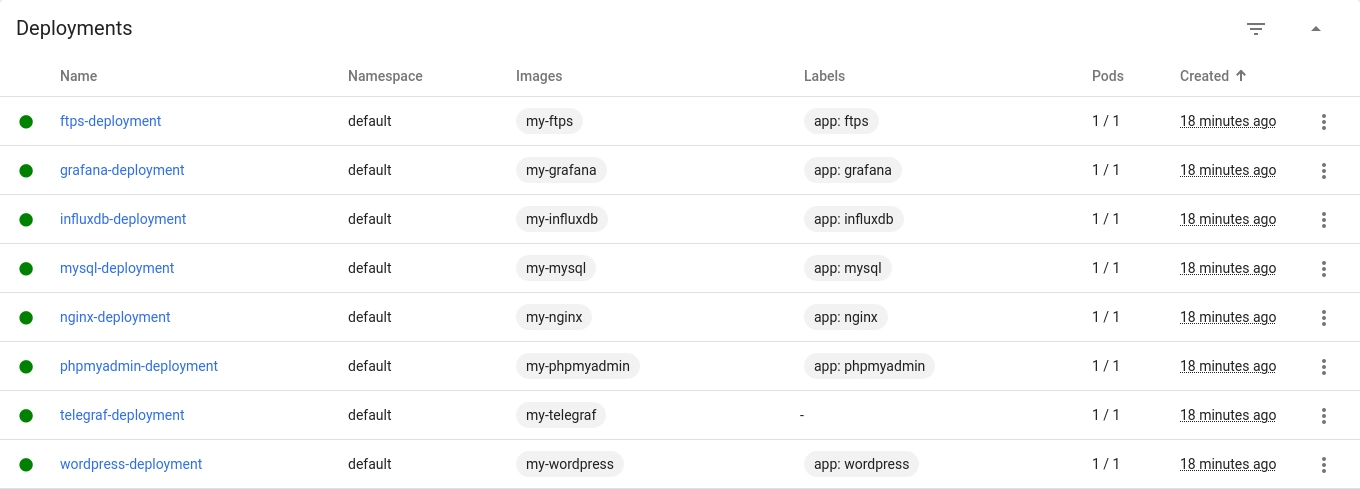 Deployments
Name Namespace Images Labels Pods Created
ftps-deployment default my-ftps app: ftps 1 / 1 18 minutes ago
grafana-deployment default my-grafana app: grafana 1 / 1 18 minutes ago
influxdb-deployment default my-influxdb app: influxdb 1 / 1 18 minutes ago
mysql-deployment default my-mysql app: mysql 1 / 1 18 minutes ago
nginx-deployment default my-nginx app: nginx 1 / 1 18 minutes ago
phpmyadmin-deployment default my-phpmyadmin app: phpmyadmin 1 / 1 18 minutes ago
telegraf-deployment default my-telegraf - 1 / 1 18 minutes ago
wordpress-deployment default my-wordpress app: wordpress 1 / 1 18 minutes ago